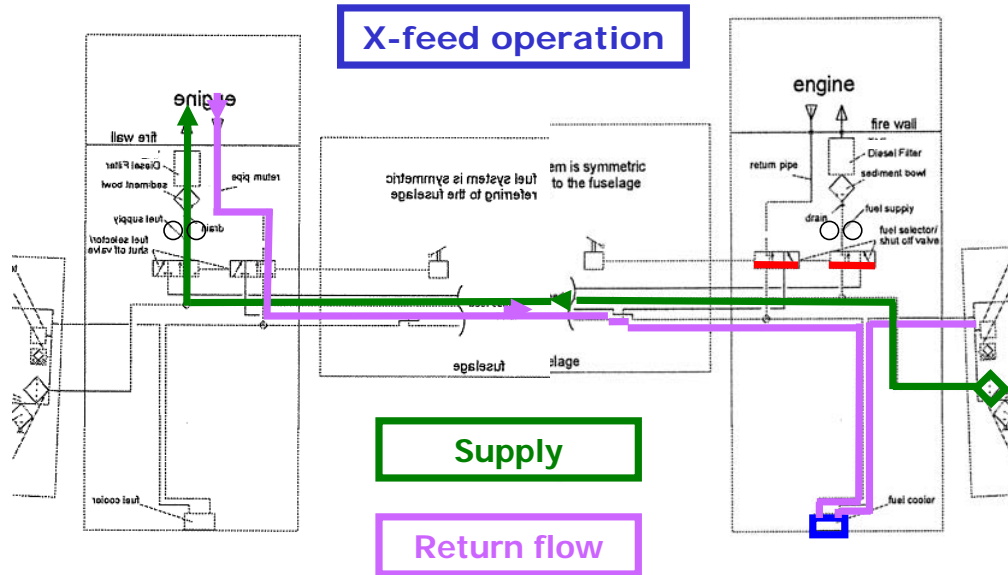 X-feed operation
engine
engine
fire wall
fire wall
Diesel Filter
sediment bowl
return pipe
fuel supply
drain
fuel selector/
shut off valve
fuel system is symmetric
referring to the fuselage
em is symmetric
to the fuselage
return pipe
Diesel Filter
sediment bowl
drain
fuel supply
fuel selector/
shut off valve
fuselage
elage
Supply
fuel cooler
fuel cooler
Return flow